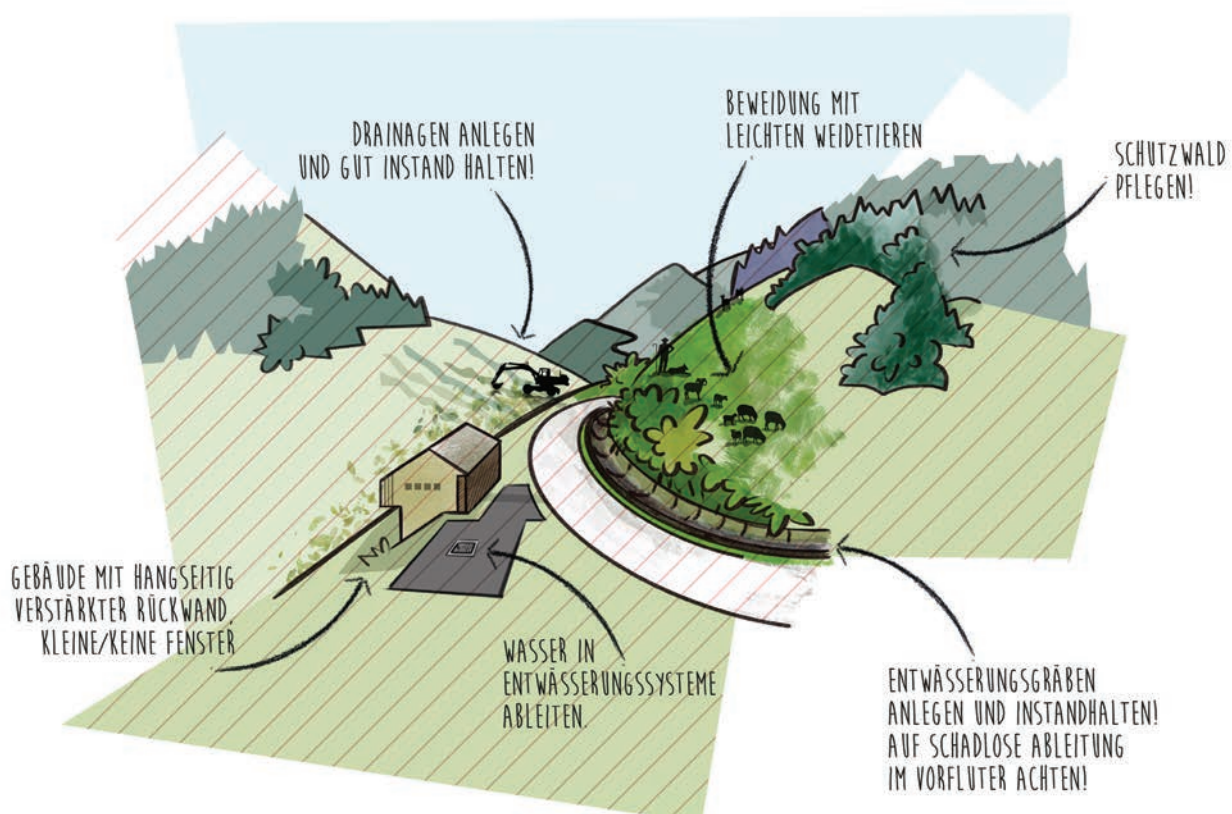 DRAINAGEN ANLEGEN
UND GUT INSTAND HALTEN!
BEWEIDUNG MIT
LEICHTEN WEIDETIEREN
SCHUTZWALD
PFLEGEN!
GEBÄUDE MIT HANGSEITIG
VERSTÄRKTER RÜCKWAND,
KLEINE/KEINE FENSTER
WASSER IN
ENTWÄSSERUNGSSYSTEME
ABLEITEN.
ENTWÄSSERUNGSGRÄBEN
ANLEGEN UND INSTANDHALTEN!
AUF SCHADLOSE ABLEITUNG
IM VORFLUTER ACHTEN!